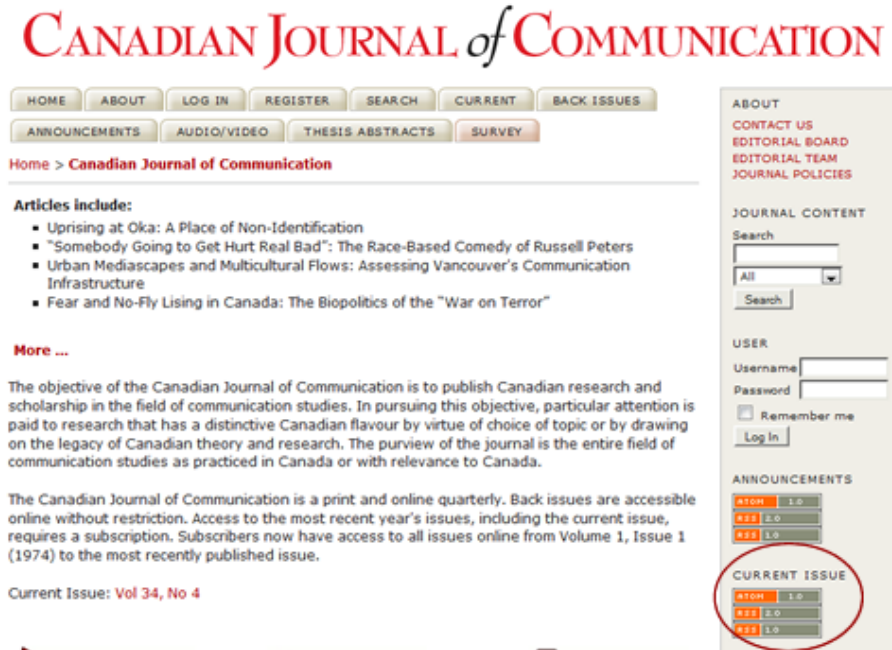 CANADIAN JOURNAL of COMMUNICATION
HOME ABOUT LOG IN REGISTER SEARCH CURRENT BACK ISSUES
ANNOUNCEMENTS AUDIO/VIDEO THESIS ABSTRACTS SURVEY
Home > Canadian Journal of Communication
Articles include:
Uprising at Oka: A Place of Non-Identification
"Somebody Going to Get Hurt Real Bad": The Race-Based Comedy of Russell Peters
Urban Mediascapes and Multicultural Flows: Assessing Vancouver's Communication
Infrastructure
Fear and No-Fly Lising in Canada: The Biopolitics of the "War on Terror"
More ...
The objective of the Canadian Journal of Communication is to publish Canadian research and
scholarship in the field of communication studies. In pursuing this objective, particular attention is
paid to research that has a distinctive Canadian flavour by virtue of choice of topic or by drawing
on the legacy of Canadian theory and research. The purview of the journal is the entire field of
communication studies as practiced in Canada or with relevance to Canada.
The Canadian Journal of Communication is a print and online quarterly. Back issues are accessible
online without restriction. Access to the most recent year's issues, including the current issue,
requires a subscription. Subscribers now have access to all issues online from Volume 1, Issue 1
(1974) to the most recently published issue.
Current Issue: Vol 34, No 4
ABOUT
CONTACT US
EDITORIAL BOARD
EDITORIAL TEAM
JOURNAL POLICIES
JOURNAL CONTENT
Search
All
Search
USER
Username
Password
Remember me
Log In
ANNOUNCEMENTS
ATOM 1.0
RSS 2.0
RSS 1.0
CURRENT ISSUE
ATOM 1.0
RSS 2.0
RSS 1.0